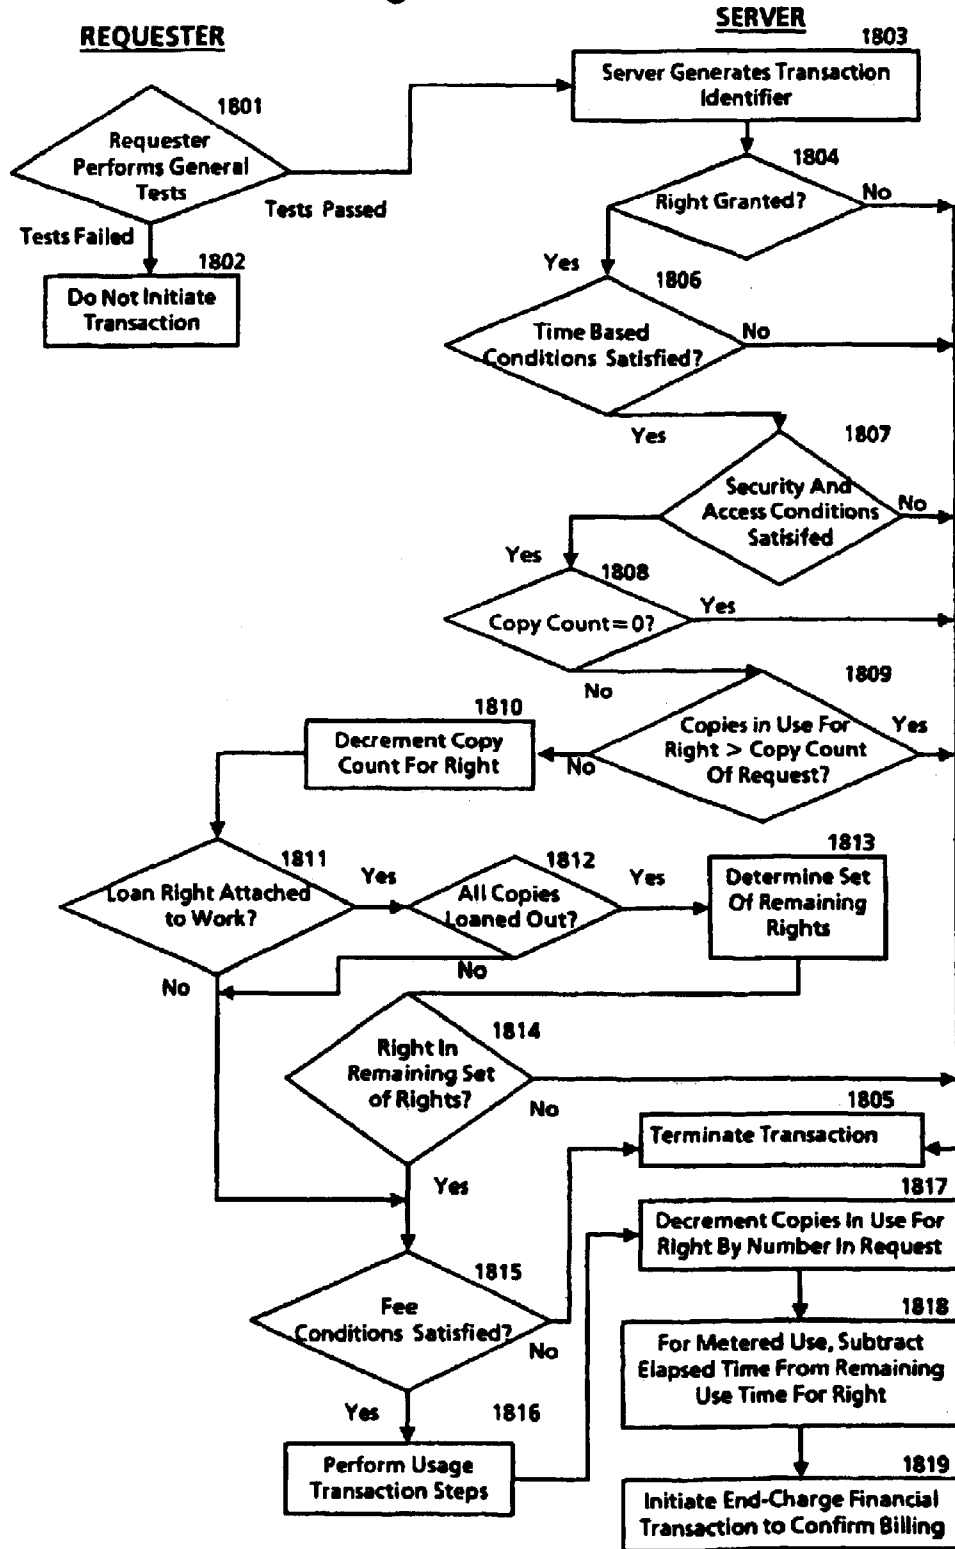 REQUESTER
SERVER
1803
Server Generates Transaction
Identifier
1801
Requester
Performs General
Tests
Tests Passed
Tests Failed
1802
Do Not Initiate
Transaction
1804
Right Granted?
No
Yes
1806
Time Based
Conditions Satisfied?
No
Yes
1807
Security And
Access Conditions
Satisifed
No
Yes
1808
Copy Count=0?
Yes
No
1809
Copies in Use For
Right > Copy Count
Of Request?
Yes
No
1810
Decrement Copy
Count For Right
1811
Loan Right Attached
to Work?
Yes
No
1812
All Copies
Loaned Out?
Yes
No
1813
Determine Set
Of Remaining
Rights
1814
Right In
Remaining Set
of Rights?
No
Yes
1805
Terminate Transaction
1817
Decrement Copies In Use For
Right By Number In Request
1815
Fee
Conditions Satisfied?
No
Yes
1818
For Metered Use, Subtract
Elapsed Time From Remaining
Use Time For Right
1816
Perform Usage
Transaction Steps
1819
Initiate End-Charge Financial
Transaction to Confirm Billing